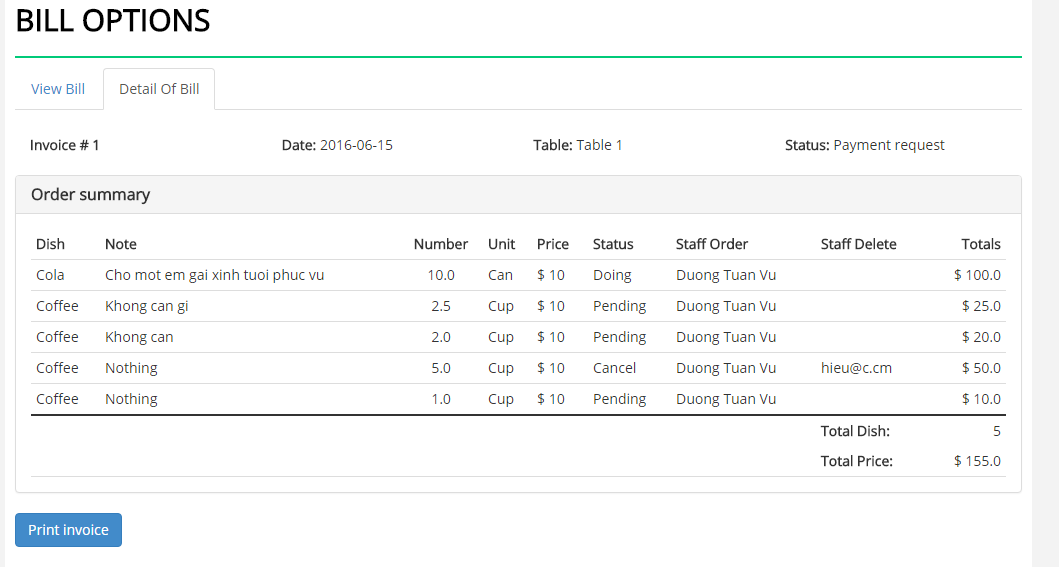 BILL OPTIONS
View Bill Detail Of Bill
Invoice # 1 Date: 2016-06-15 Table: Table 1 Status: Payment request
Order summary
Dish Note Number Unit Price Status Staff Order Staff Delete Totals
Cola Cho mot em gai xinh tuoi phuc vu 10.0 Can $ 10 Doing Duong Tuan Vu $ 100.0
Coffee Khong can gi 2.5 Cup $ 10 Pending Duong Tuan Vu $ 25.0
Coffee Khong can 2.0 Cup $ 10 Pending Duong Tuan Vu $ 20.0
Coffee Nothing 5.0 Cup $ 10 Cancel Duong Tuan Vu hieu@c.cm $ 50.0
Coffee Nothing 1.0 Cup $ 10 Pending Duong Tuan Vu $ 10.0
Total Dish: 5
Total Price: $ 155.0
Print invoice